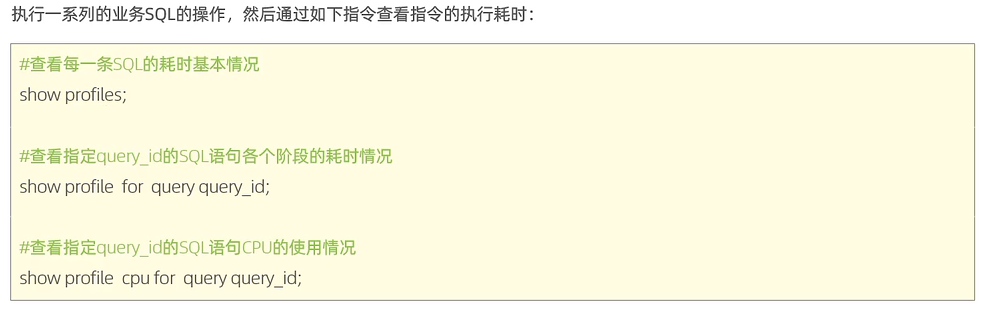 执行一系列的业务SQL的操作，然后通过如下指令查看指令的执行耗时：
#查看每一条SQL的耗时基本情况
show profiles;
#查看指定query_id的SQL语句各个阶段的耗时情况
show profile for query query_id;
#查看指定query_id的SQL语句CPU的使用情况
show profile cpu for query query_id;